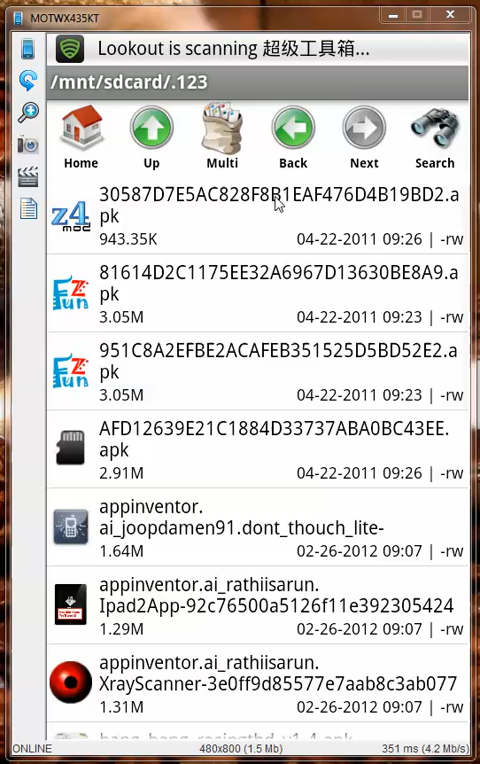 MOTWX435KT
Lookout is scanning 超级工具箱...
/mnt/sdcard/.123
Home Up Multi Back Next Search
30587D7E5AC828F8B1EAF476D4B19BD2.a
pk
z4
mod
943.35K 04-22-2011 09:26 | -rw
81614D2C1175EE32A6967D13630BE8A9.a
pk
3.05M 04-22-2011 09:23 | -rw
951C8A2EFBE2ACAFEB351525D5BD52E2.a
pk
3.05M 04-22-2011 09:23 | -rw
AFD12639E21C1884D33737ABA0BC43EE.
apk
2.91M 04-22-2011 09:26 | -rw
appinventor.
ai_joopdamen91.dont_thouch_lite-
1.64M 02-26-2012 09:07 | -rw
appinventor.ai_rathiisarun.
Ipad2App-92c76500a5126f11e392305424
1.29M 02-26-2012 09:07 | -rw
appinventor.ai_rathiisarun.
XrayScanner-3e0ff9d85577e7aab8c3ab077
1.31M 02-26-2012 09:07 | -rw
ONLINE 480x800 (1.5 Mb) 351 ms (4.2 Mb/s)